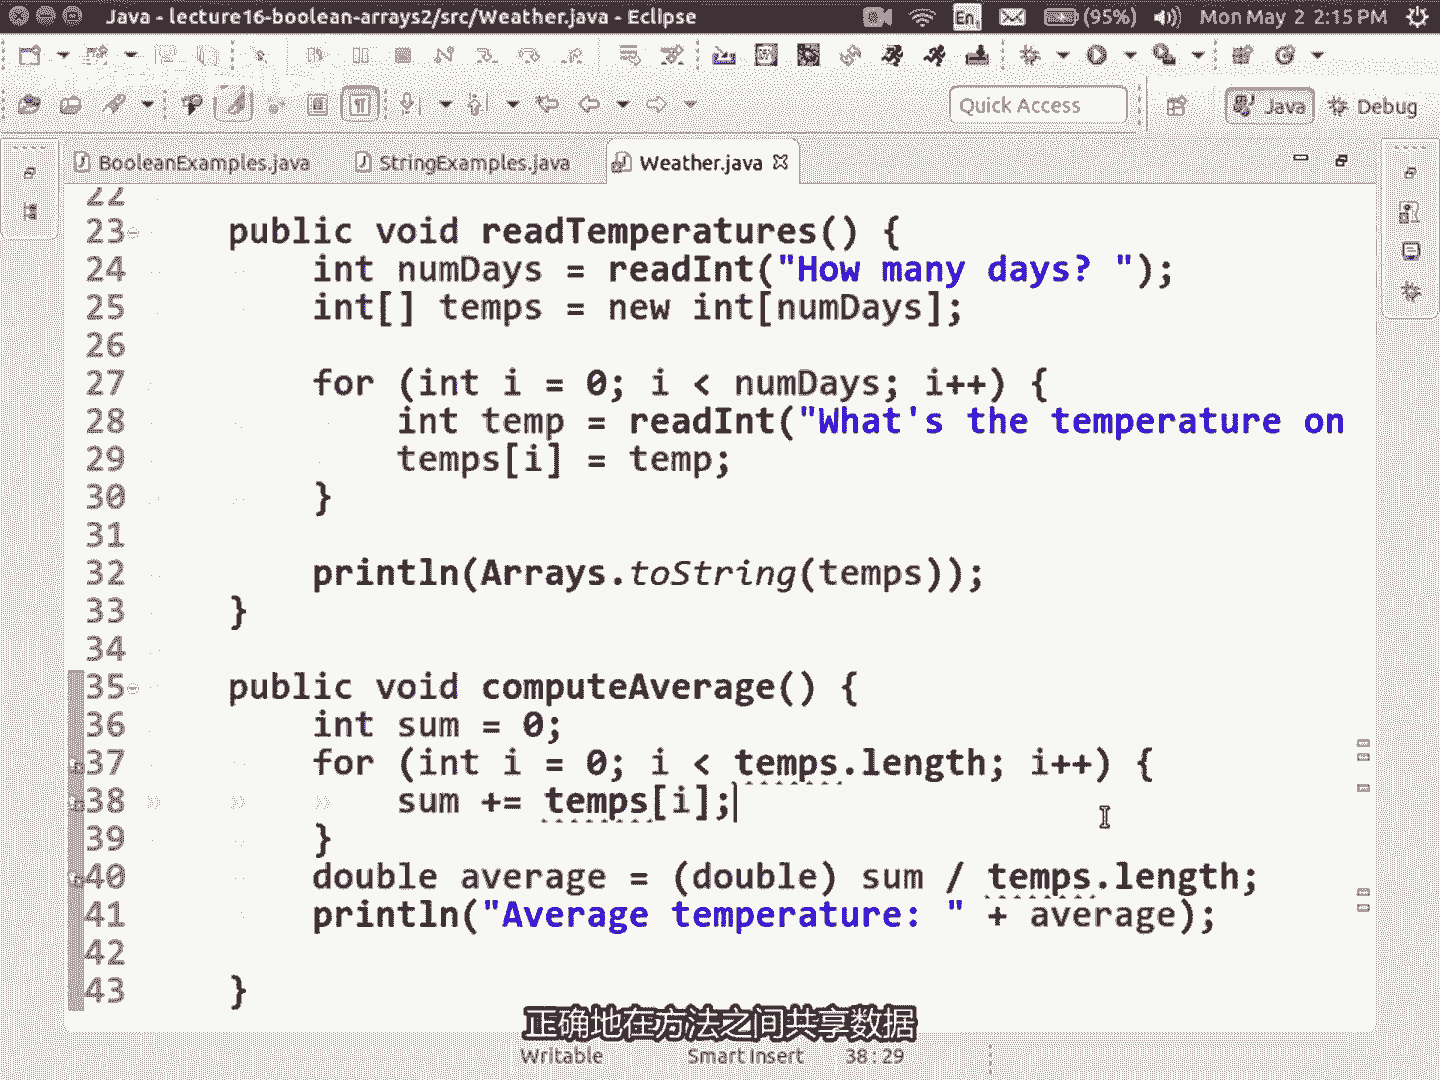 Java - lecture16-boolean-arrays2/src/Weather.java - Eclipse
En
(95%)
Mon May 2 2:15 PM
Quick Access
Java
Debug
BooleanExamples.java
StringExamples.java
Weather.java
22
23 public void readTemperatures() {
24 int numDays = readInt("How many days? ");
25 int[] temps = new int[numDays];
26
27 for (int i = 0; i < numDays; i++) {
28 int temp = readInt("What's the temperature on
29 temps[i] = temp;
30 }
31
32 println(Arrays.toString(temps));
33 }
34
35 public void computeAverage() {
36 int sum = 0;
37 for (int i = 0; i < temps.length; i++) {
38 sum += temps[i];
39 }
40 double average = (double) sum / temps.length;
41 println("Average temperature: " + average);
42
43 }
正确地在方法之间共享数据
Writable
Smart Insert
38 : 29